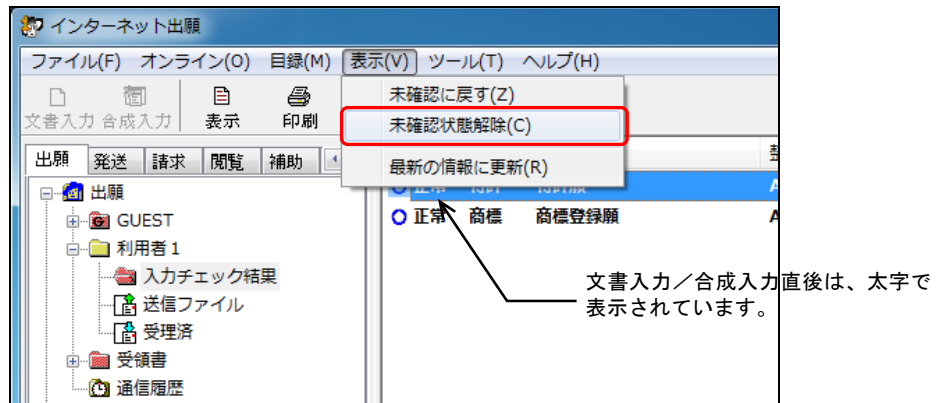 インターネット出願
ファイル(F) オンライン(O) 目録(M) 表示(V) ツール(T) ヘルプ(H)
文書入力 合成入力 表示 印刷
未確認に戻す(Z)
未確認状態解除(C)
最新の情報に更新(R)
出願 発送 請求 閲覧 補助
出願
GUEST
利用者1
入力チェック結果
送信ファイル
受理済
受領書
通信履歴
正常 特許 特許願
正常 商標 商標登録願
文書入力/合成入力直後は、太字で
表示されています。